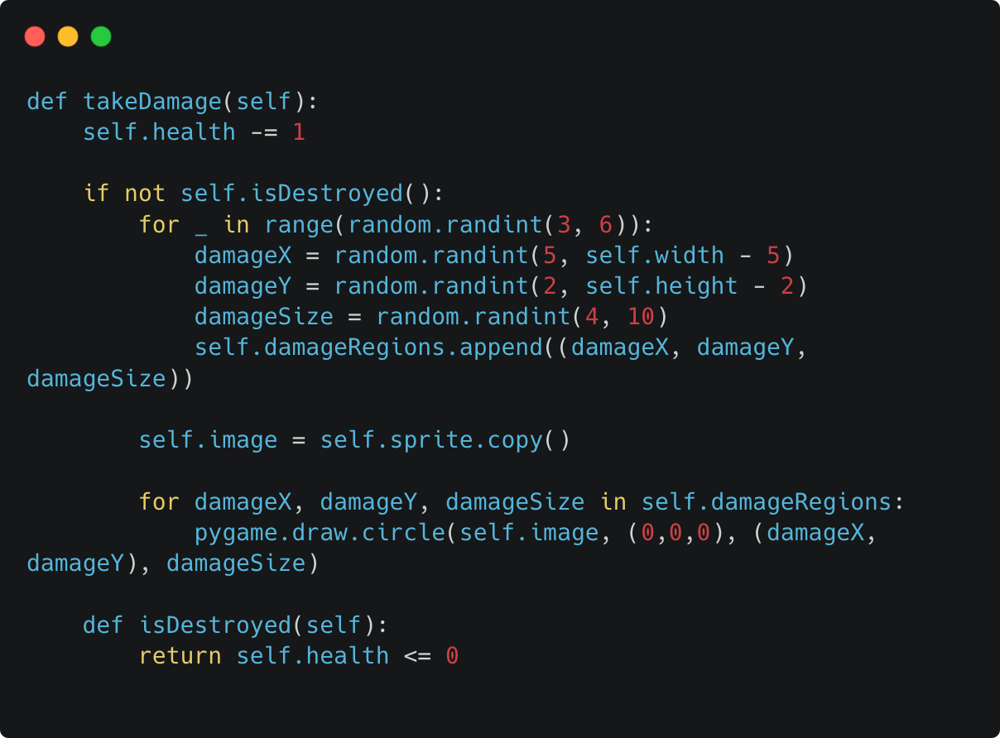 def takeDamage(self):
    self.health -= 1

    if not self.isDestroyed():
        for _ in range(random.randint(3, 6)):
            damageX = random.randint(5, self.width - 5)
            damageY = random.randint(2, self.height - 2)
            damageSize = random.randint(4, 10)
            self.damageRegions.append((damageX, damageY,
damageSize))

        self.image = self.sprite.copy()

        for damageX, damageY, damageSize in self.damageRegions:
            pygame.draw.circle(self.image, (0,0,0), (damageX,
damageY), damageSize)

    def isDestroyed(self):
        return self.health <= 0